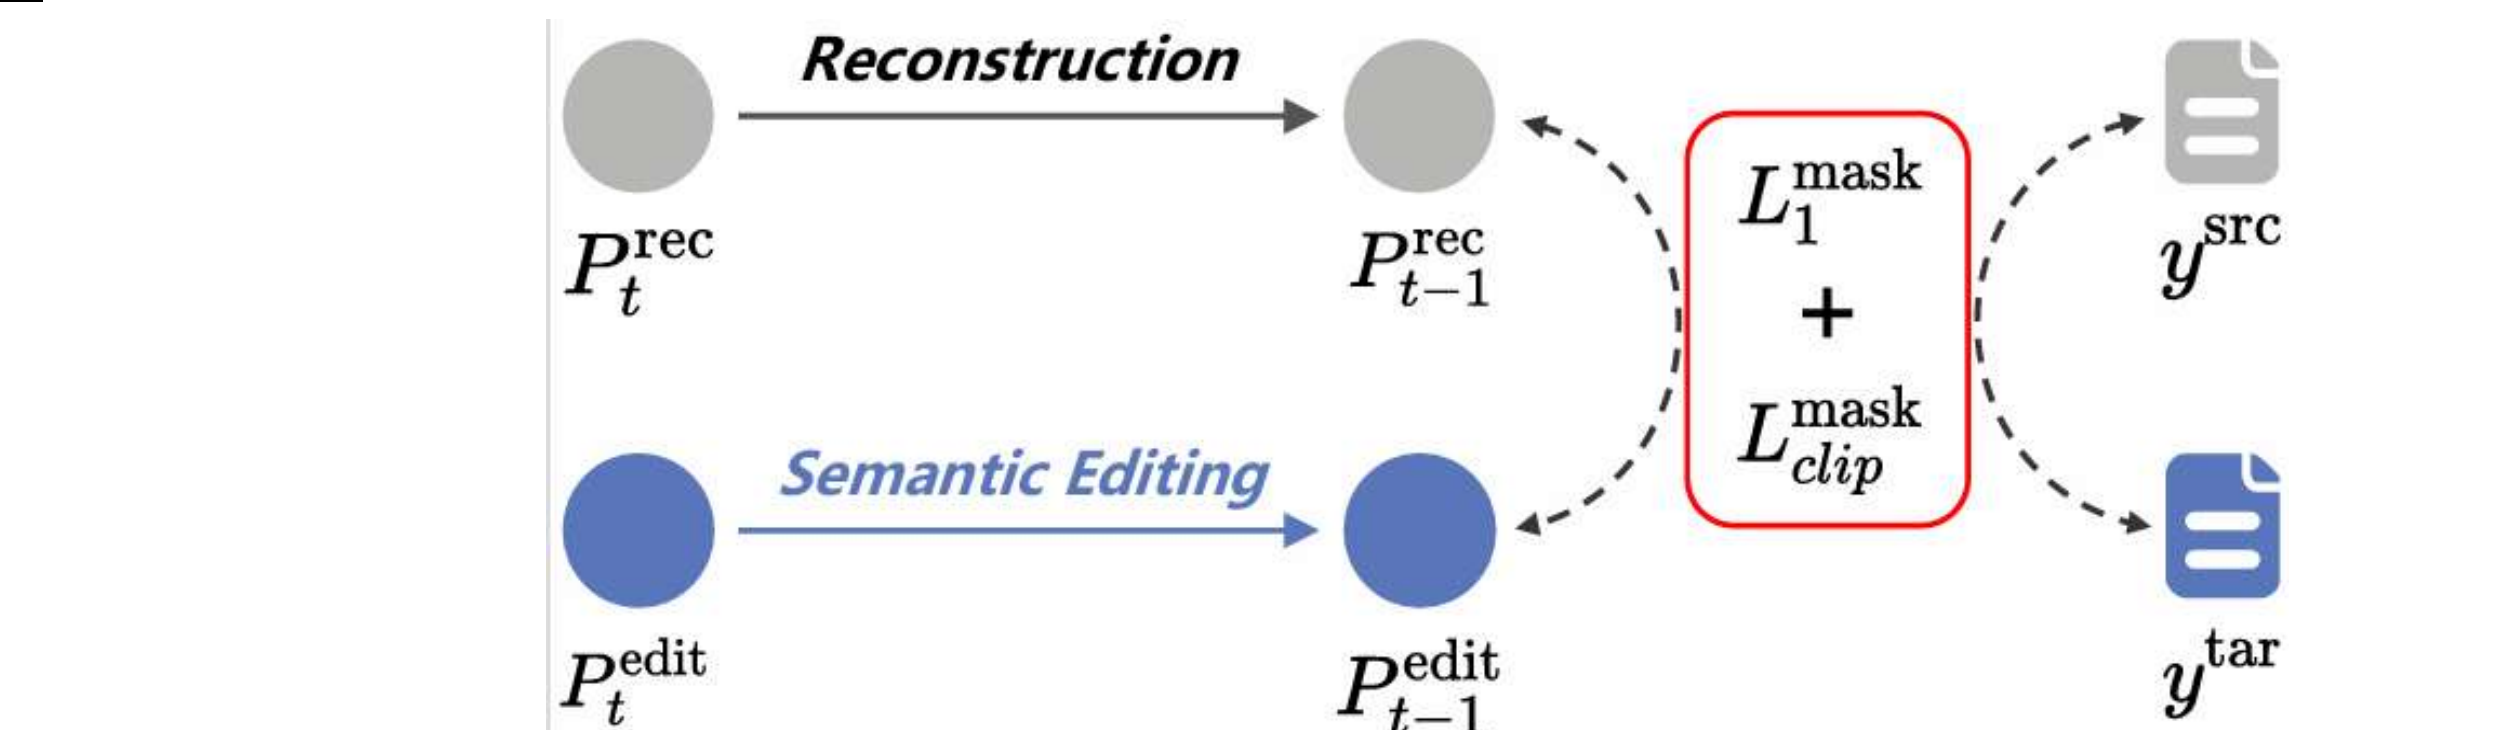 Reconstruction
P_t^rec
P_{t-1}^rec
L_1^mask
+
L_clip^mask
y^src
Semantic Editing
P_t^edit
P_{t-1}^edit
y^tar